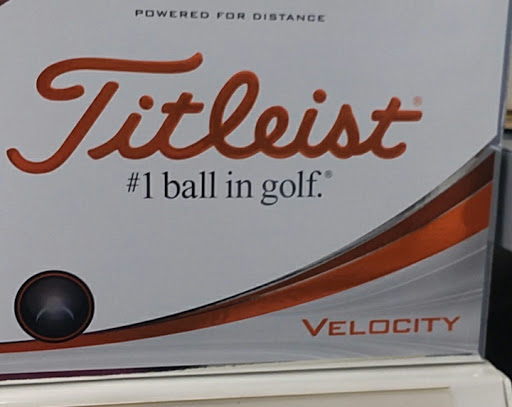 POWERED FOR DISTANCE
Titleist®
#1 ball in golf.®
VELOCITY